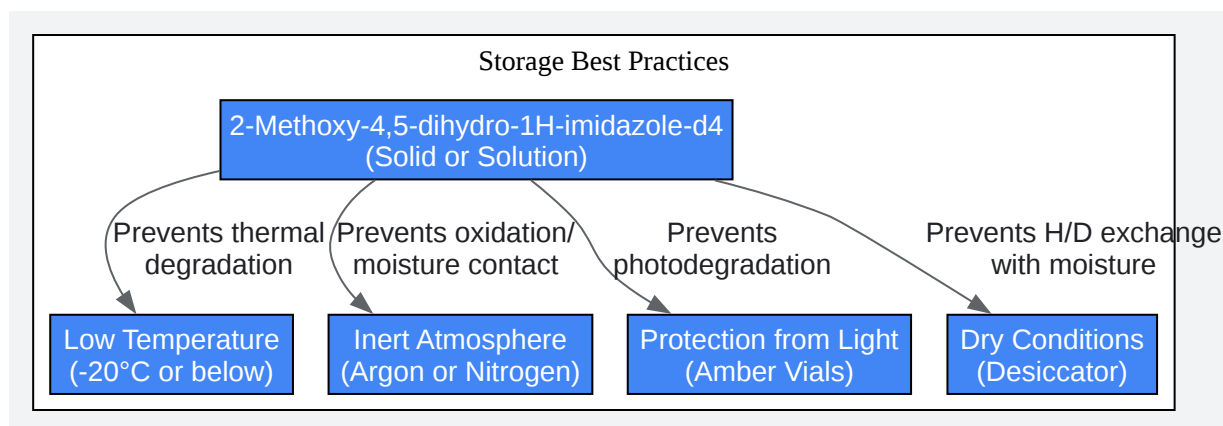 Storage Best Practices
2-Methoxy-4,5-dihydro-1H-imidazole-d4
(Solid or Solution)
Prevents thermal
degradation
Prevents oxidation/
moisture contact
Prevents
photodegradation
Prevents H/D exchange
with moisture
Low Temperature
(-20°C or below)
Inert Atmosphere
(Argon or Nitrogen)
Protection from Light
(Amber Vials)
Dry Conditions
(Desiccator)